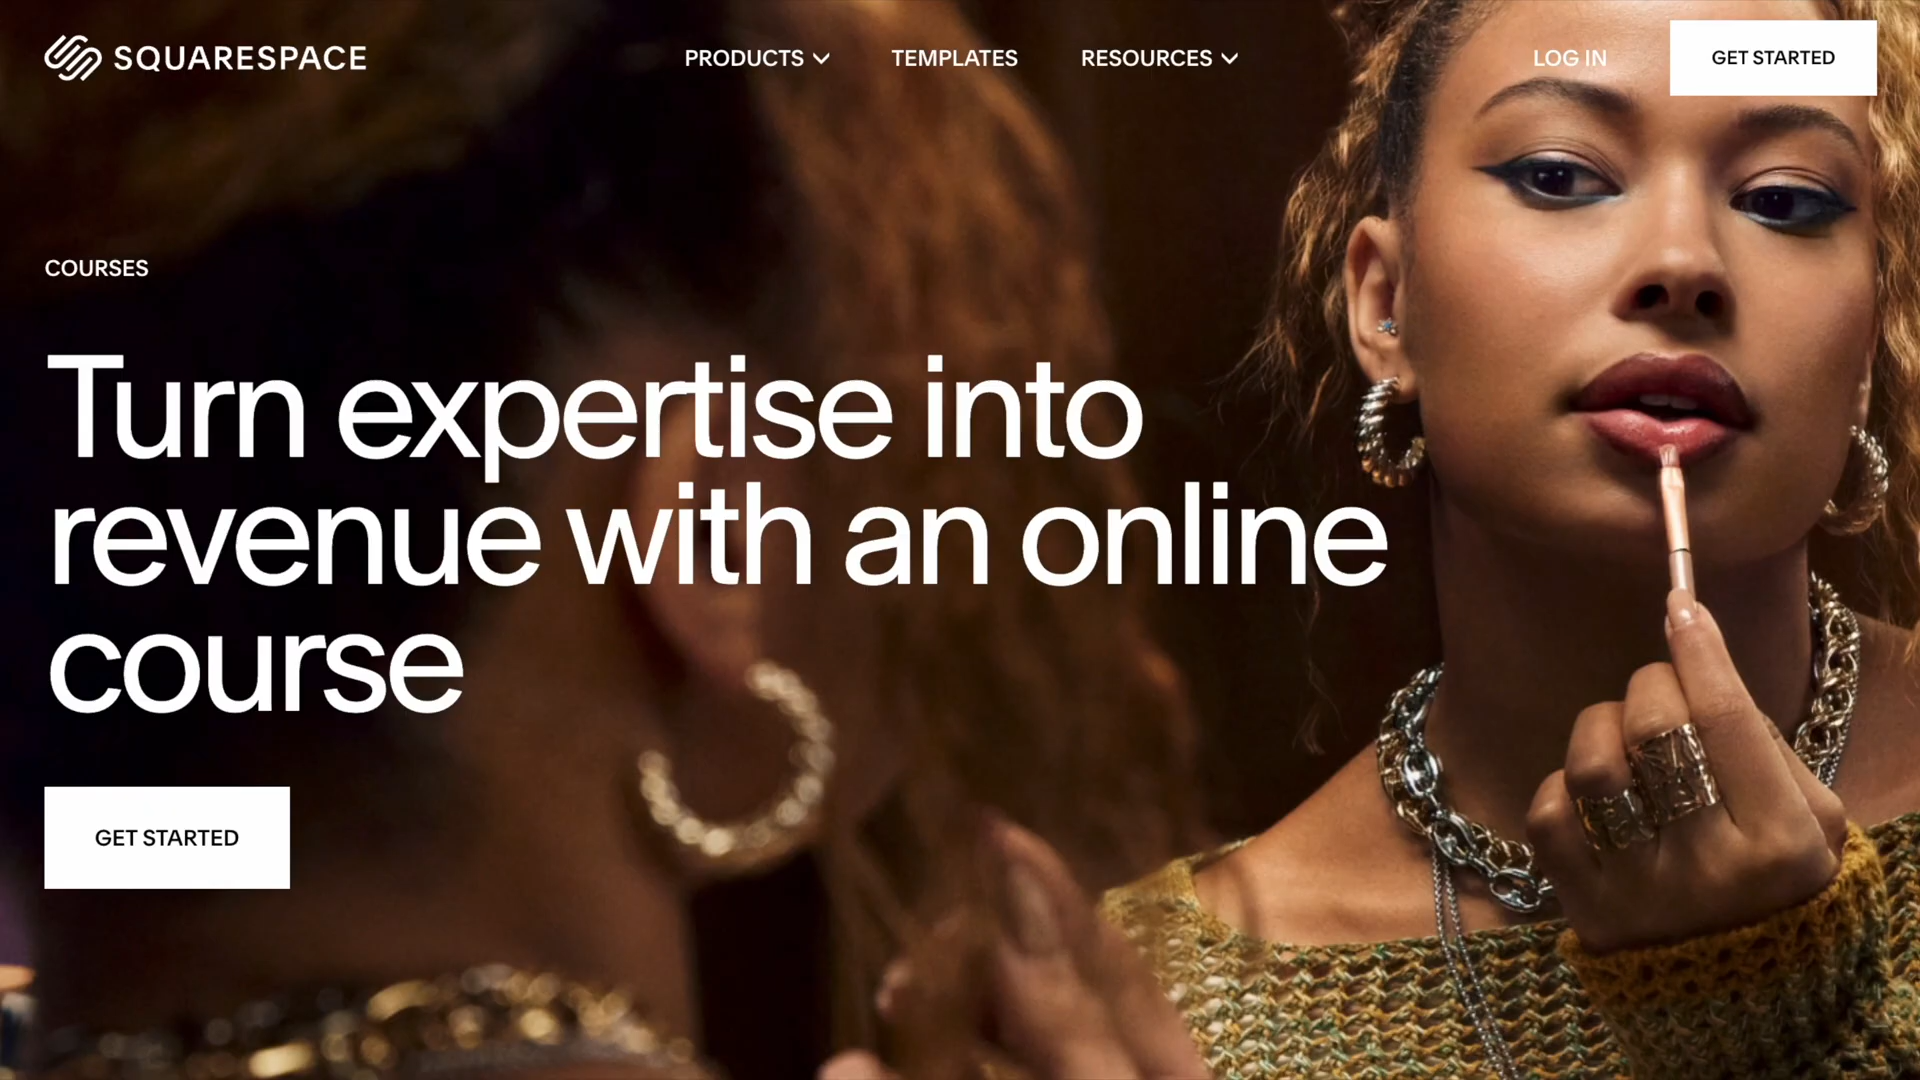 SQUARESPACE
PRODUCTS
TEMPLATES
RESOURCES
LOG IN
GET STARTED
COURSES
Turn expertise into
revenue with an online
course
GET STARTED